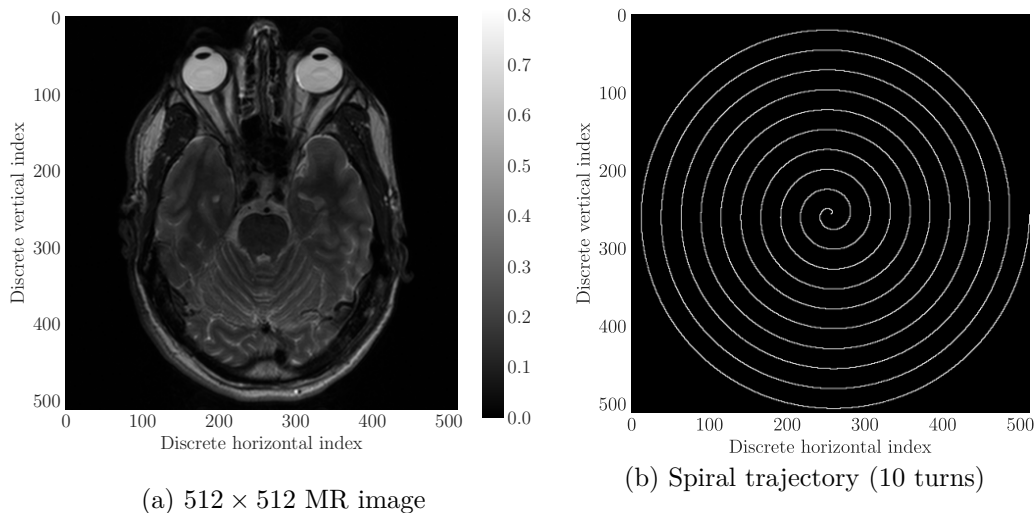 0
100
200
300
400
500
Discrete vertical index
0 100 200 300 400 500
Discrete horizontal index
0.8
0.7
0.6
0.5
0.4
0.3
0.2
0.1
0.0
(a) 512 × 512 MR image
0
100
200
300
400
500
Discrete vertical index
0 100 200 300 400 500
Discrete horizontal index
(b) Spiral trajectory (10 turns)